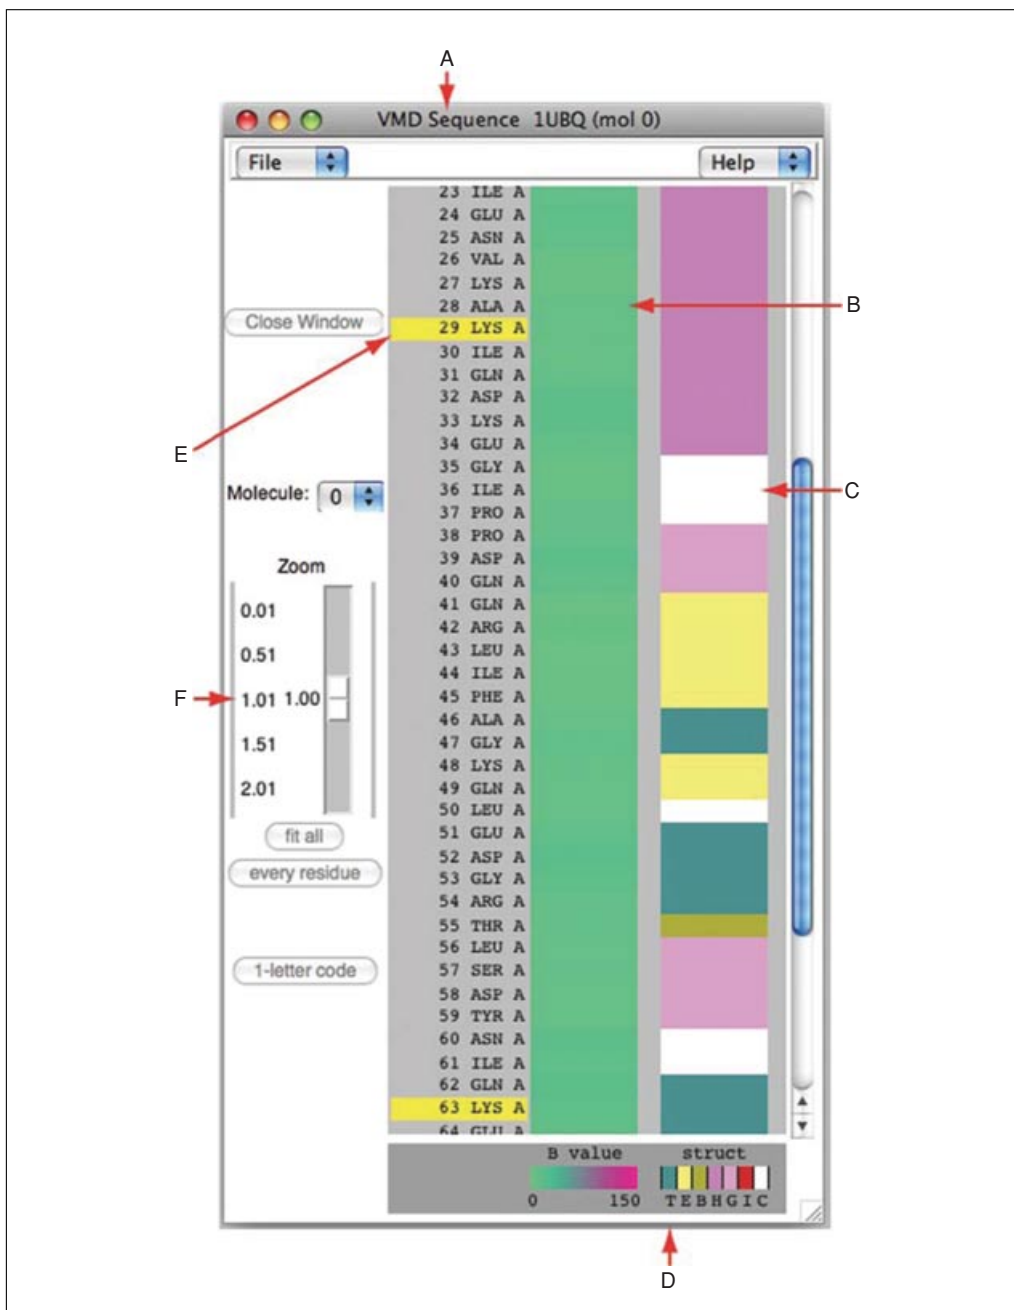 A
VMD Sequence 1UBQ (mol 0)
File
Help
23 ILE A
24 GLU A
25 ASN A
26 VAL A
27 LYS A
28 ALA A
B
Close Window
29 LYS A
30 ILE A
31 GLN A
32 ASP A
33 LYS A
34 GLU A
E
35 GLY A
36 ILE A
C
Molecule: 0
37 PRO A
38 PRO A
39 ASP A
Zoom
40 GLN A
41 GLN A
0.01
42 ARG A
43 LEU A
0.51
44 ILE A
45 PHE A
F
1.01 1.00
46 ALA A
47 GLY A
1.51
48 LYS A
49 GLN A
2.01
50 LEU A
51 GLU A
fit all
52 ASP A
53 GLY A
every residue
54 ARG A
55 THR A
56 LEU A
57 SER A
1-letter code
58 ASP A
59 TYR A
60 ASN A
61 ILE A
62 GLN A
63 LYS A
64 GLU A
B value struct
0 150 T E B H G I C
D